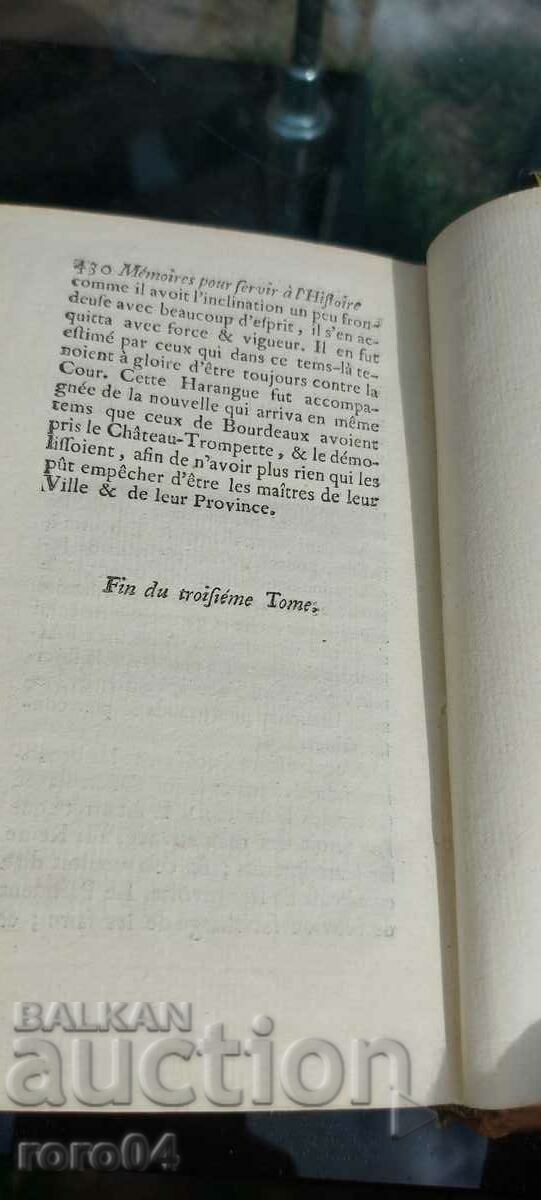 430 Mémoires pour ſervir à l'Hiſtoire
comme il avoit l'inclination un peu fron-
deuſe avec beaucoup d'eſprit, il s'en ac-
quitta avec force & vigueur. Il en fut
eſtimé par ceux qui dans ce tems-là te-
noient à gloire d'être toujours contre la
Cour. Cette Harangue fut accompa-
gnée de la nouvelle qui arriva en même
tems que ceux de Bourdeaux avoient
pris le Château-Trompette, & le démo-
liſſoient, afin de n'avoir plus rien qui les
pût empêcher d'être les maîtres de leur
Ville & de leur Province.
Fin du troiſiéme Tome.
BALKAN
auction
roro04